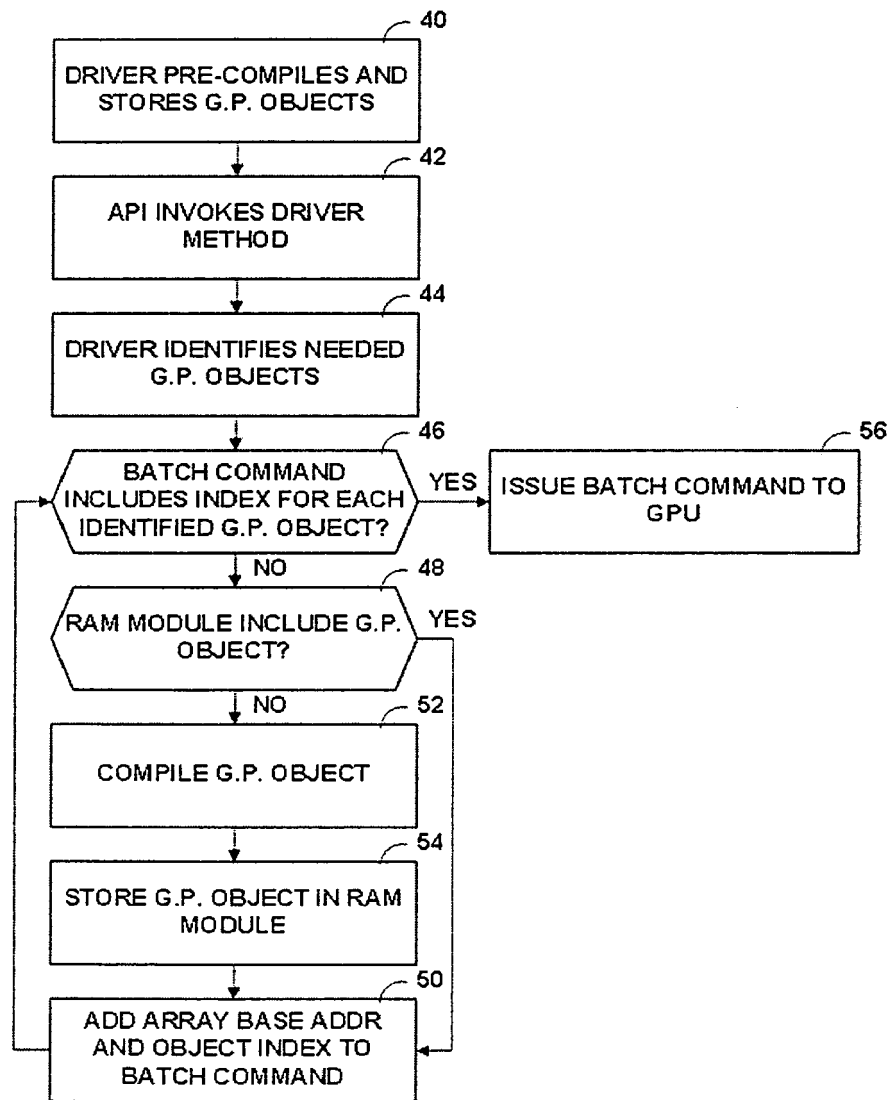 40
DRIVER PRE-COMPILES AND
STORES G.P. OBJECTS
42
API INVOKES DRIVER
METHOD
44
DRIVER IDENTIFIES NEEDED
G.P. OBJECTS
46
BATCH COMMAND
INCLUDES INDEX FOR EACH
IDENTIFIED G.P. OBJECT?
YES
56
ISSUE BATCH COMMAND TO
GPU
NO
48
RAM MODULE INCLUDE G.P.
OBJECT?
YES
NO
52
COMPILE G.P. OBJECT
54
STORE G.P. OBJECT IN RAM
MODULE
50
ADD ARRAY BASE ADDR
AND OBJECT INDEX TO
BATCH COMMAND